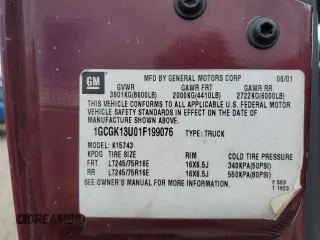 GM
MFD BY GENERAL MOTORS CORP 06/01
GVWR GAWR FRT GAWR RR
3901KG(8600LB) 2000KG(4410LB) 2722KG(6000LB)
THIS VEHICLE CONFORMS TO ALL APPLICABLE U.S. FEDERAL MOTOR
VEHICLE SAFETY STANDARDS IN EFFECT ON THE DATE OF
MANUFACTURE SHOWN ABOVE.
1GCGK13U01F199076 TYPE: TRUCK
MODEL: K15743
KPDG TIRE SIZE RIM COLD TIRE PRESSURE
FRT LT245/75R16E 16X6.5J 340KPA(50PSI)
RR LT245/75R16E 16X6.5J 550KPA(80PSI)
SEE OWNER'S MANUAL FOR MORE INFORMATION.
F 593
T 1923
BIDHISTORY